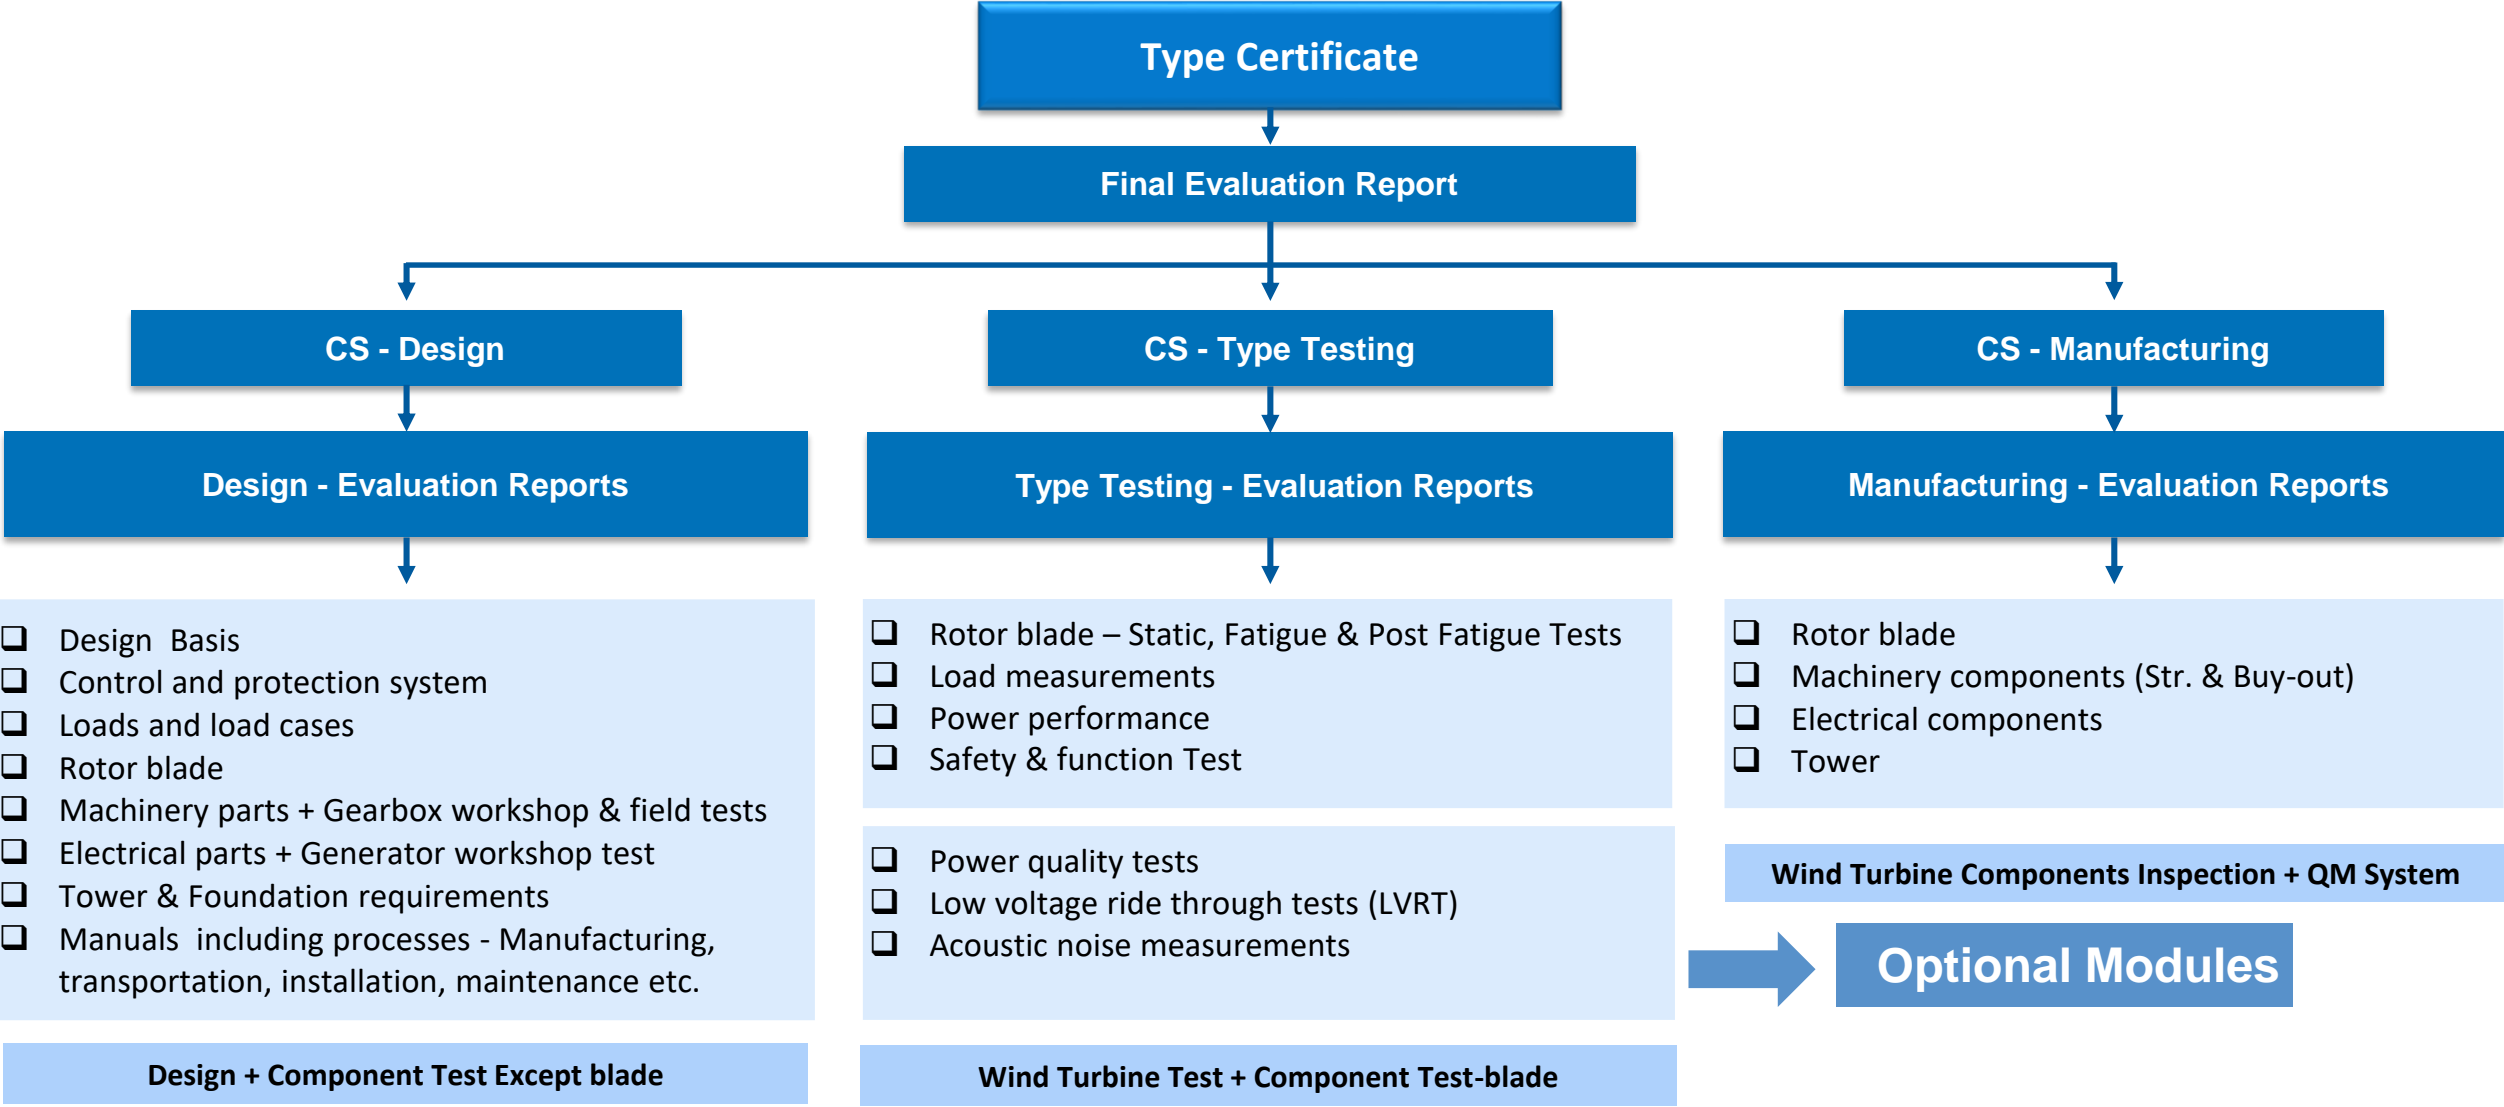 Type Certificate
Final Evaluation Report
CS - Design
CS - Type Testing
CS - Manufacturing
Design - Evaluation Reports
Type Testing - Evaluation Reports
Manufacturing - Evaluation Reports
❑ Design  Basis
❑ Control and protection system
❑ Loads and load cases
❑ Rotor blade
❑ Machinery parts + Gearbox workshop & field tests
❑ Electrical parts + Generator workshop test
❑ Tower & Foundation requirements
❑ Manuals  including processes - Manufacturing,
transportation, installation, maintenance etc.
Design + Component Test Except blade
❑ Rotor blade – Static, Fatigue & Post Fatigue Tests
❑ Load measurements
❑ Power performance
❑ Safety & function Test
❑ Power quality tests
❑ Low voltage ride through tests (LVRT)
❑ Acoustic noise measurements
Wind Turbine Test + Component Test-blade
❑ Rotor blade
❑ Machinery components (Str. & Buy-out)
❑ Electrical components
❑ Tower
Wind Turbine Components Inspection + QM System
Optional Modules